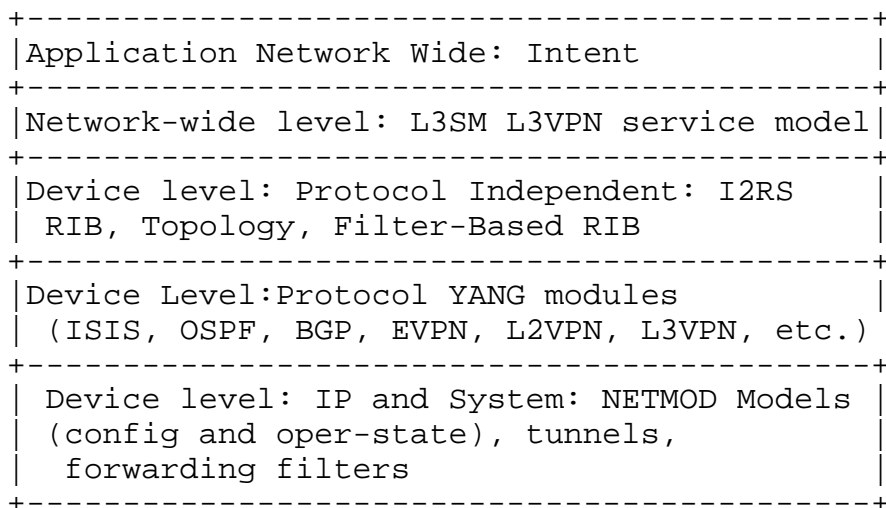 +--------------------------------------------+
|Application Network Wide: Intent            |
+--------------------------------------------+
|Network-wide level: L3SM L3VPN service model|
+--------------------------------------------+
|Device level: Protocol Independent: I2RS    |
| RIB, Topology, Filter-Based RIB            |
+--------------------------------------------+
|Device Level:Protocol YANG modules          |
| (ISIS, OSPF, BGP, EVPN, L2VPN, L3VPN, etc.)
+--------------------------------------------+
| Device level: IP and System: NETMOD Models |
| (config and oper-state), tunnels,          |
|  forwarding filters                        |
+--------------------------------------------+